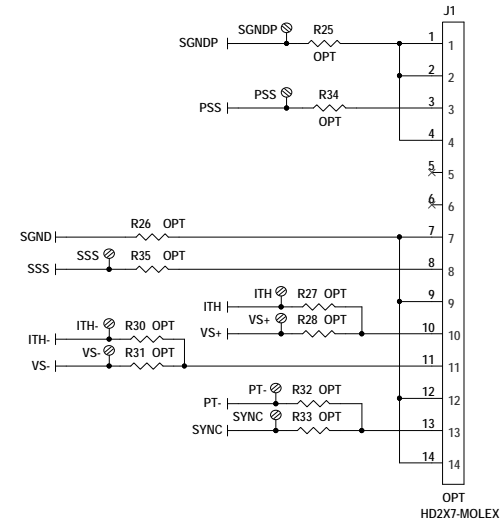 J1
SGNDP
R25
SGNDP
OPT
1
1
2
2
PSS
R34
PSS
OPT
3
3
4
4
5
5
6
6
R26 OPT
SGND
7
7
SSS
R35 OPT
SSS
8
8
ITH
R27 OPT
ITH
9
9
VS+
R28 OPT
VS+
10
10
ITH-
R30 OPT
ITH-
VS-
R31 OPT
VS-
11
11
PT-
R32 OPT
PT-
12
12
SYNC
R33 OPT
SYNC
13
13
14
14
OPT
HD2X7-MOLEX